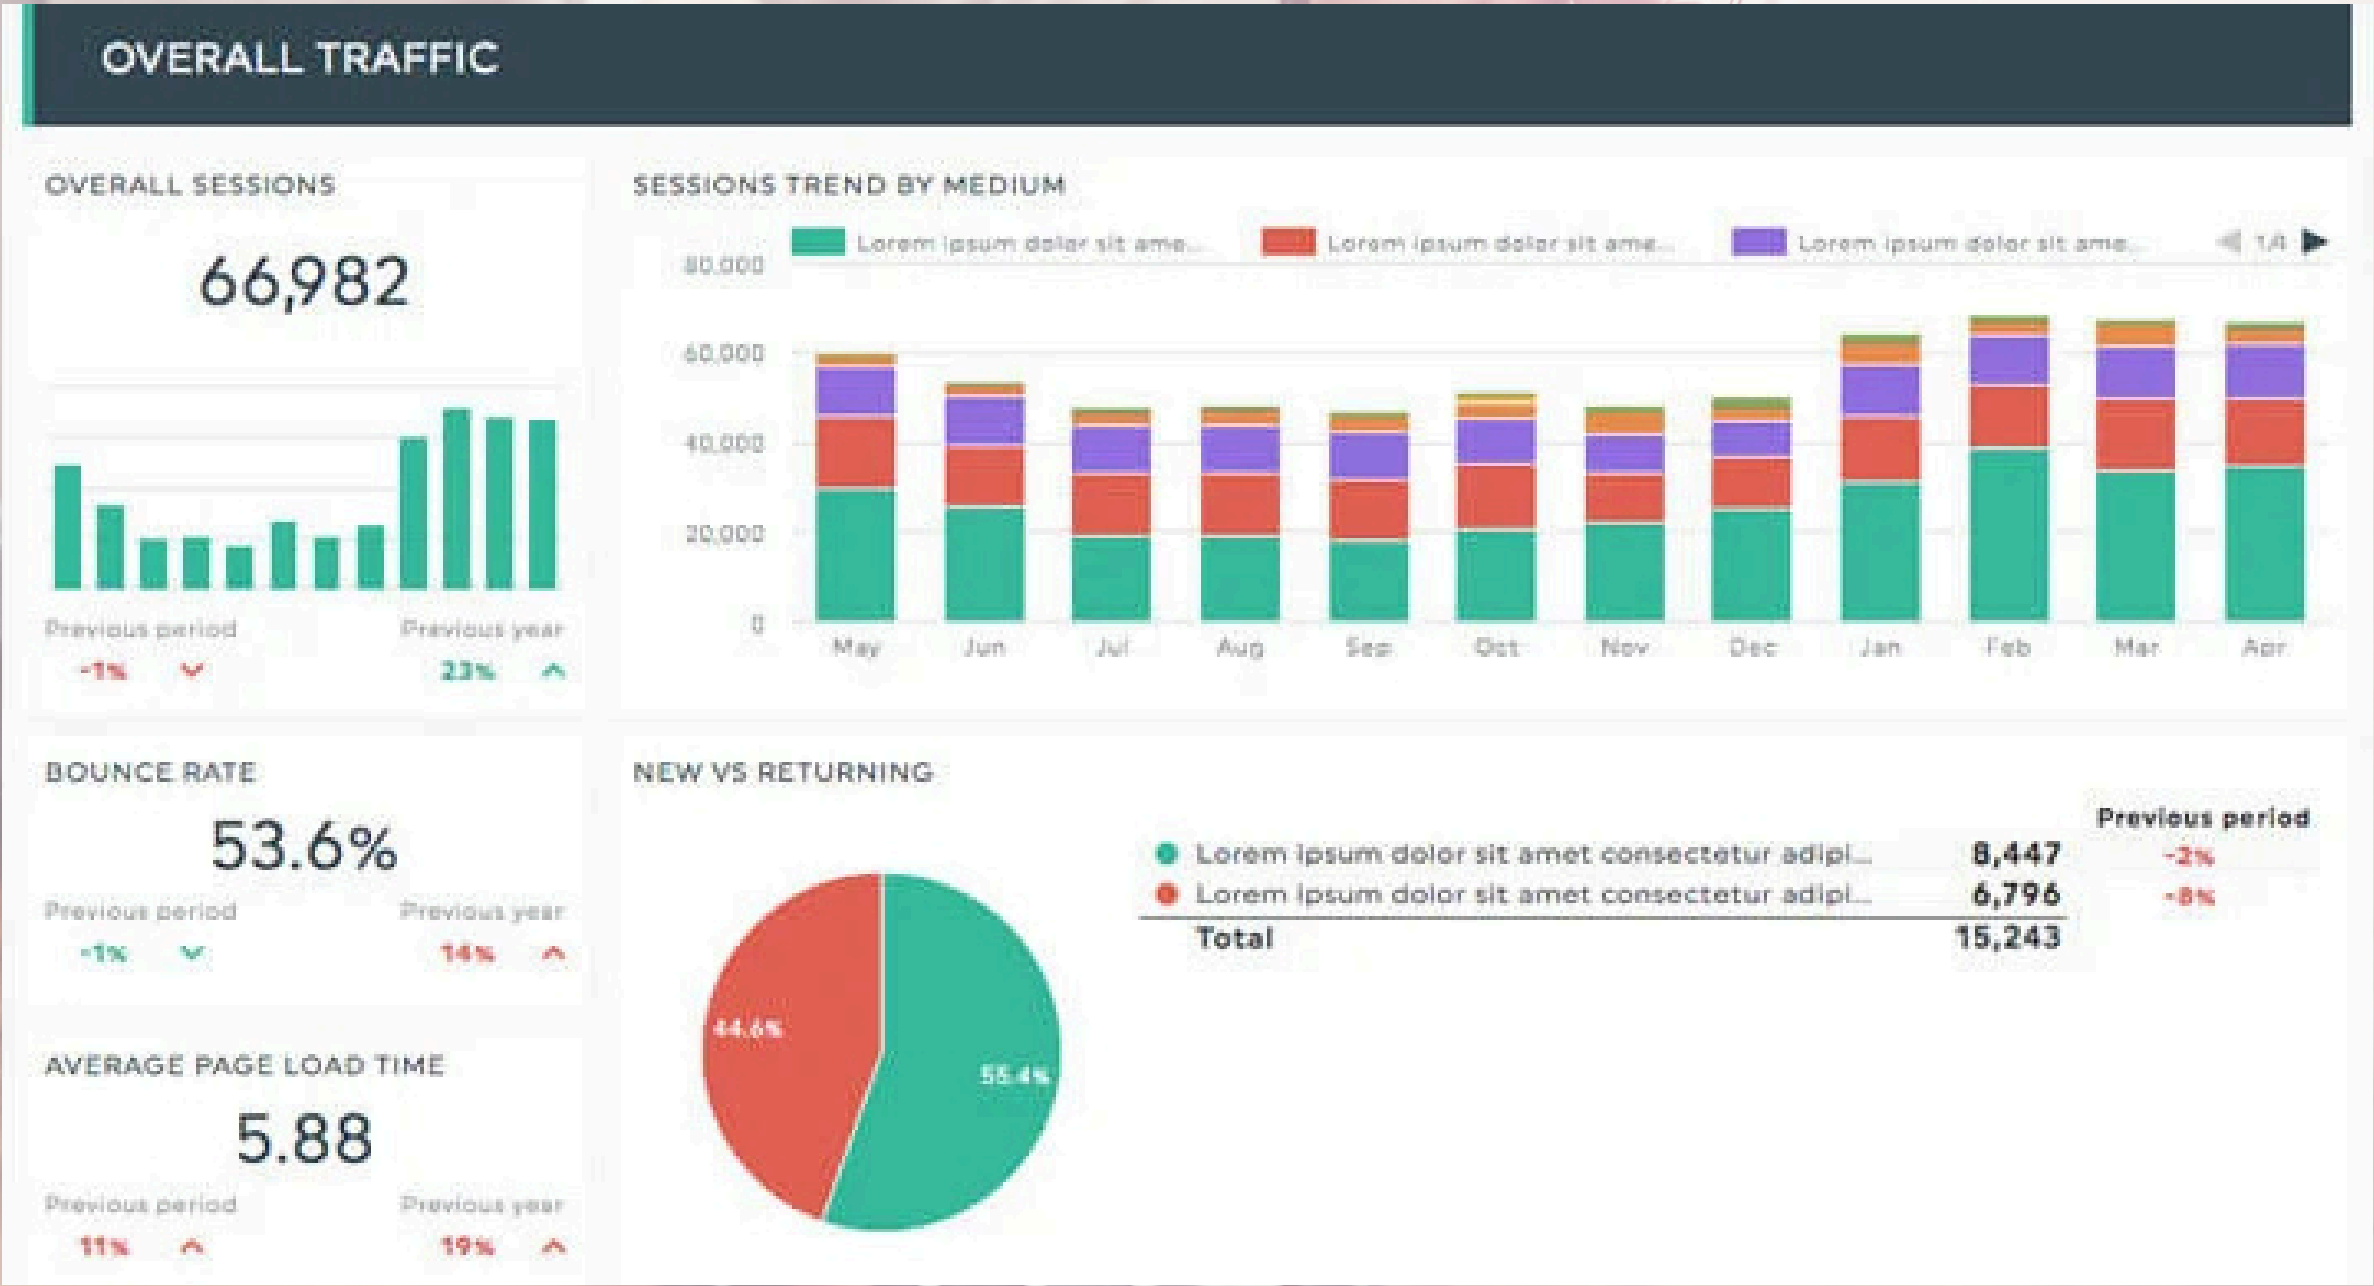 OVERALL TRAFFIC
OVERALL SESSIONS
66,982
Previous period
Previous year
-1%
23%
SESSIONS TREND BY MEDIUM
Lorem ipsum dolor sit ame...
Lorem ipsum dolor sit ame...
Lorem ipsum dolor sit ame...
1/4
80,000
60,000
40,000
20,000
0
May Jun Jul Aug Sep Oct Nov Dec Jan Feb Mar Apr
BOUNCE RATE
53.6%
Previous period
Previous year
-1%
14%
AVERAGE PAGE LOAD TIME
5.88
Previous period
Previous year
11%
19%
NEW VS RETURNING
44.6%
55.4%
Previous period
Lorem ipsum dolor sit amet consectetur adipi... 8,447 -2%
Lorem ipsum dolor sit amet consectetur adipi... 6,796 -8%
Total 15,243